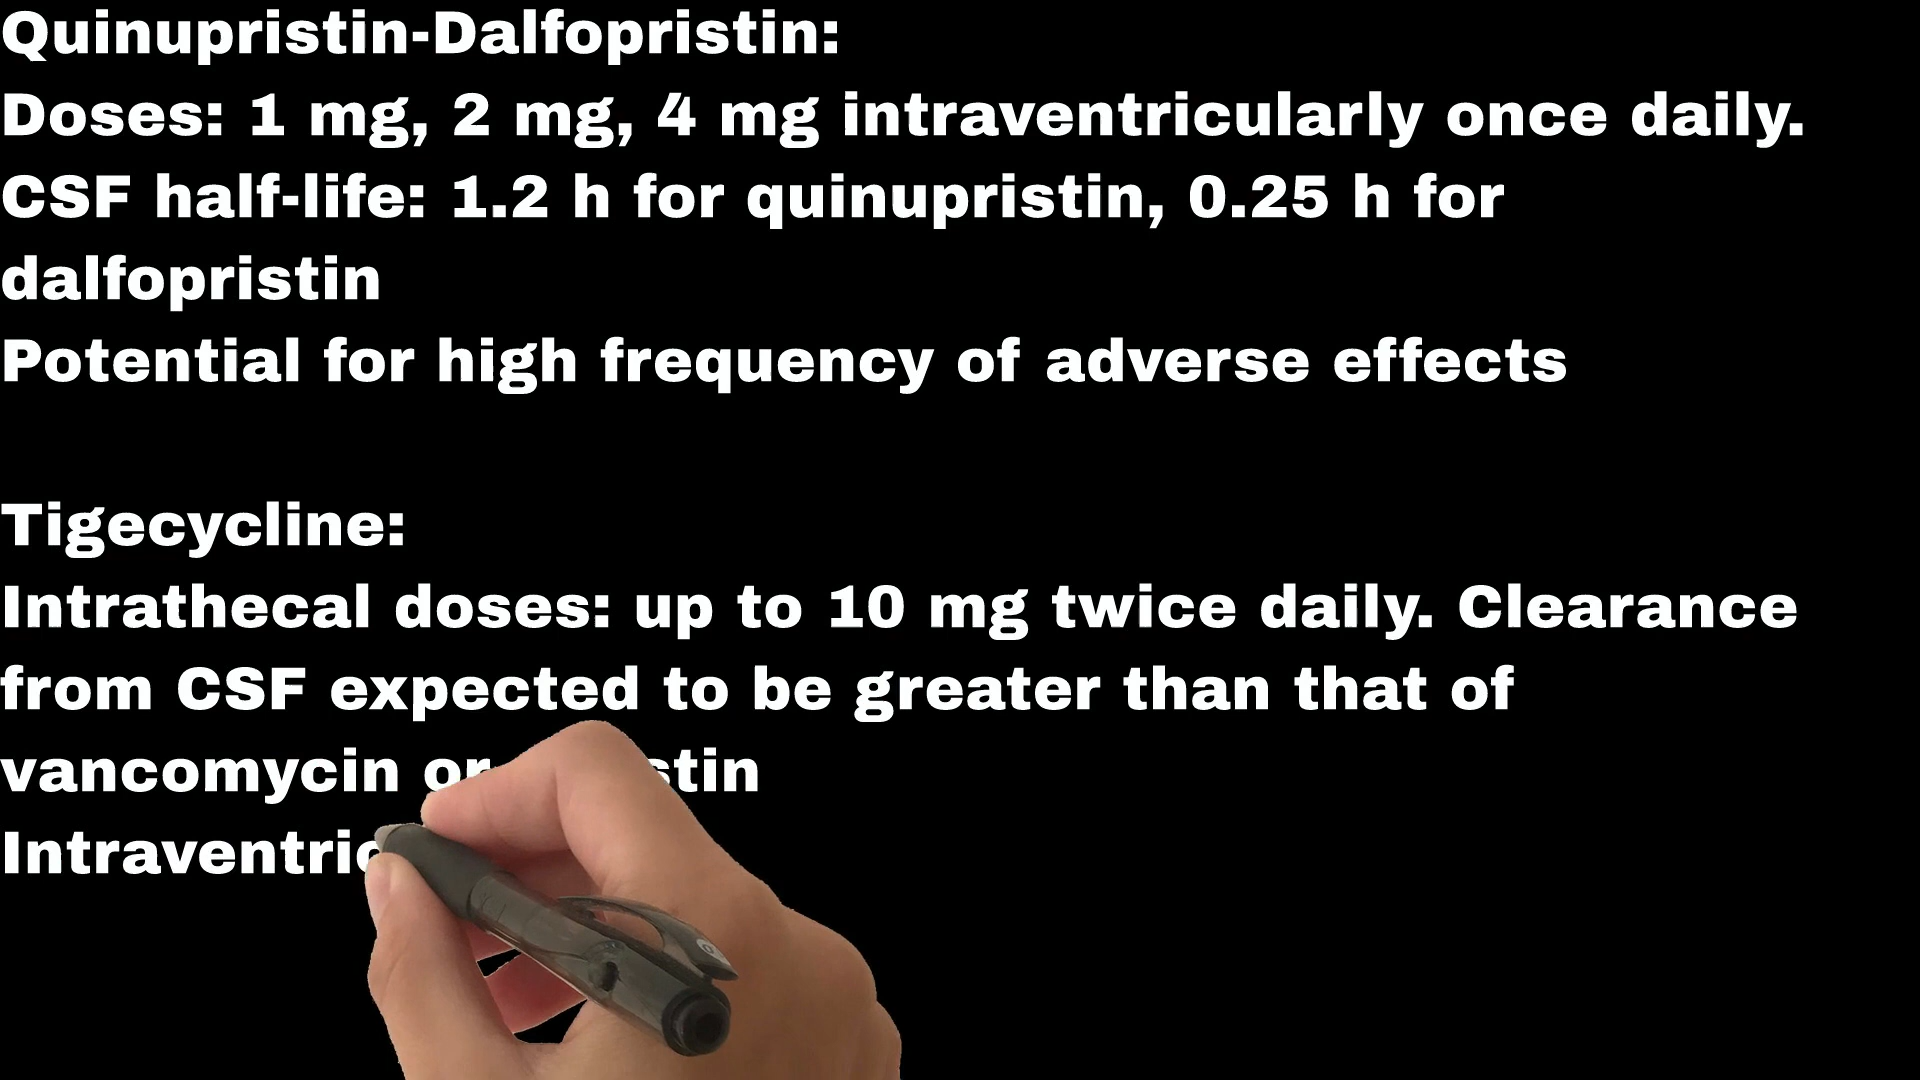 Quinupristin-Dalfopristin:
Doses: 1 mg, 2 mg, 4 mg intraventricularly once daily.
CSF half-life: 1.2 h for quinupristin, 0.25 h for
dalfopristin
Potential for high frequency of adverse effects
Tigecycline:
Intrathecal doses: up to 10 mg twice daily. Clearance
from CSF expected to be greater than that of
vancomycin or